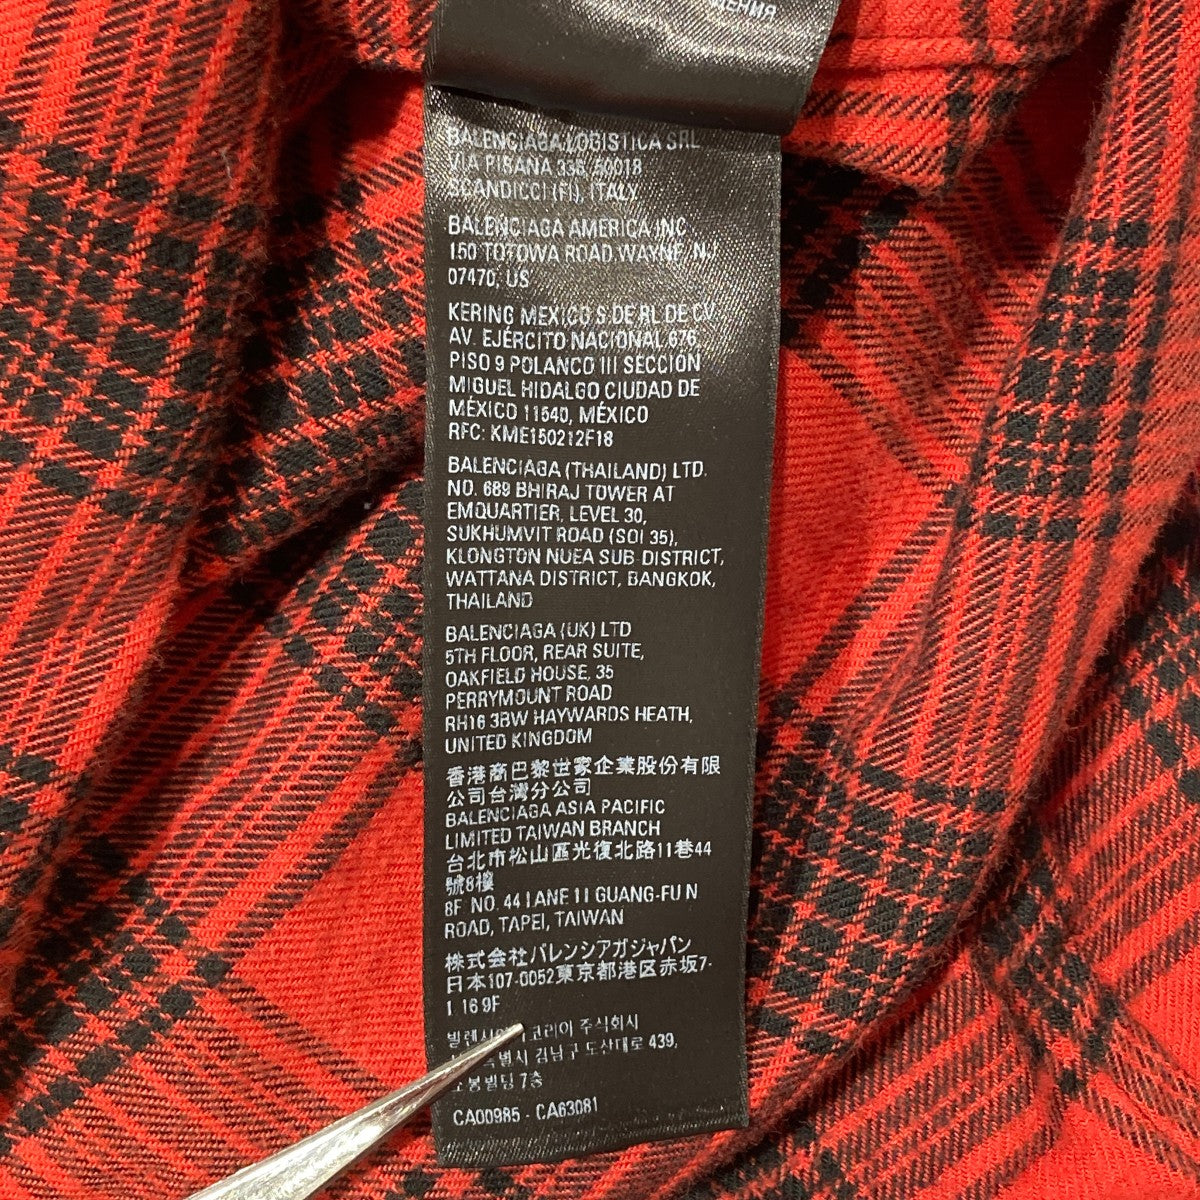 BALENCIAGA LOGISTICA SRL
VIA PISANA 336, 50018
SCANDICCI (FI), ITALY
BALENCIAGA AMERICA INC
150 TOTOWA ROAD WAYNE, NJ
07470, US
KERING MEXICO S DE RL DE CV
AV. EJÉRCITO NACIONAL 676,
PISO 9 POLANCO III SECCIÓN
MIGUEL HIDALGO CIUDAD DE
MÉXICO 11540, MÉXICO
RFC: KME150212F18
BALENCIAGA (THAILAND) LTD.
NO. 689 BHIRAJ TOWER AT
EMQUARTIER, LEVEL 30,
SUKHUMVIT ROAD (SOI 35),
KLONGTON NUEA SUB-DISTRICT,
WATTANA DISTRICT, BANGKOK,
THAILAND
BALENCIAGA (UK) LTD
5TH FLOOR, REAR SUITE,
OAKFIELD HOUSE, 35
PERRYMOUNT ROAD
RH16 3BW HAYWARDS HEATH,
UNITED KINGDOM
香港商巴黎世家企業股份有限
公司台灣分公司
BALENCIAGA ASIA PACIFIC
LIMITED TAIWAN BRANCH
台北市松山區光復北路11巷44
號8樓
8F NO. 44 LANE 11 GUANG-FU N
ROAD, TAPEI, TAIWAN
株式会社バレンシアガジャパン
日本107-0052東京都港区赤坂7-
1 16 9F
코리아 주식회사
강남구 도산대로 439,
7층
CA00985 - CA63081